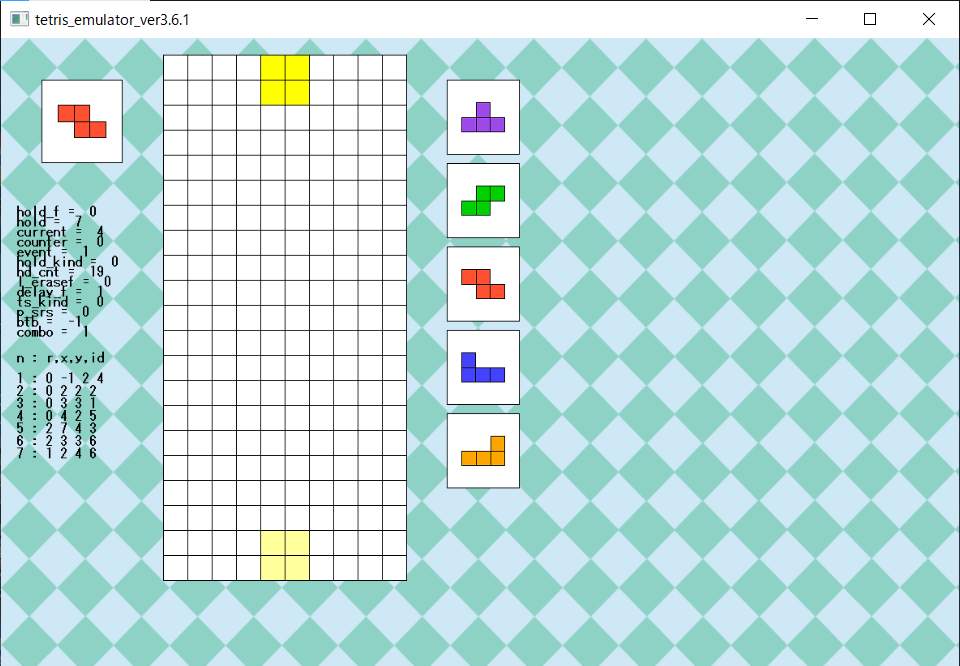 tetris_emulator_ver3.6.1
hold_f = 0
hold = 7
current = 4
counter = 0
event = 1
hold_kind = 0
hd_cnt = 19
l_erasef = 0
delay_f = 1
ts_kind = 0
p_srs = 0
btb = -1
combo = 1
n : r,x,y,id
1 : 0 -1 2 4
2 : 0 2 2 2
3 : 0 3 3 1
4 : 0 4 2 5
5 : 2 7 4 3
6 : 2 3 3 6
7 : 1 2 4 6